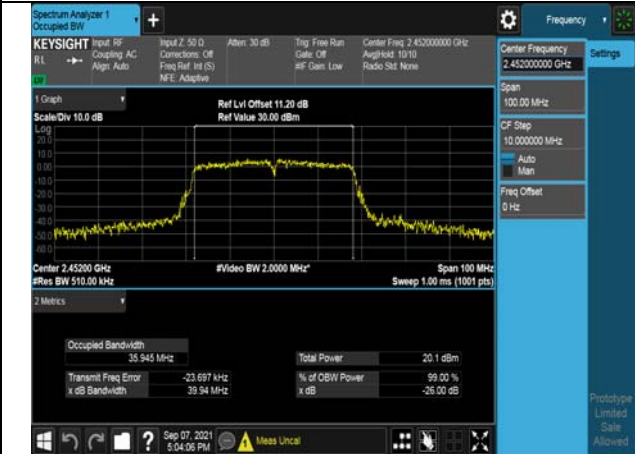 Spectrum Analyzer 1
Occupied BW
+
Frequency
KEYSIGHT
Input: RF
Coupling: AC
Align: Auto
Input Z: 50 Ω
Corrections: Off
Freq Ref: Int (S)
NFE: Adaptive
Atten: 30 dB
Trig: Free Run
Gate: Off
#IF Gain: Low
Center Freq: 2.452000000 GHz
Avg|Hold: 10/10
Radio Std: None
RL
Center Frequency
2.452000000 GHz
Settings
Span
100.00 MHz
CF Step
10.000000 MHz
Auto
Man
Freq Offset
0 Hz
1 Graph
Scale/Div 10.0 dB
Ref Lvl Offset 11.20 dB
Ref Value 30.00 dBm
Log
20.0
10.0
0.00
-10.0
-20.0
-30.0
-40.0
-50.0
-60.0
Center 2.45200 GHz
#Video BW 2.0000 MHz*
Span 100 MHz
#Res BW 510.00 kHz
Sweep 1.00 ms (1001 pts)
2 Metrics
Occupied Bandwidth
35.945 MHz
Total Power 20.1 dBm
Transmit Freq Error -23.697 kHz
% of OBW Power 99.00 %
x dB Bandwidth 39.94 MHz
x dB -26.00 dB
Prototype
Limited
Sale
Allowed
Sep 07, 2021
5:04:06 PM
Meas Uncal